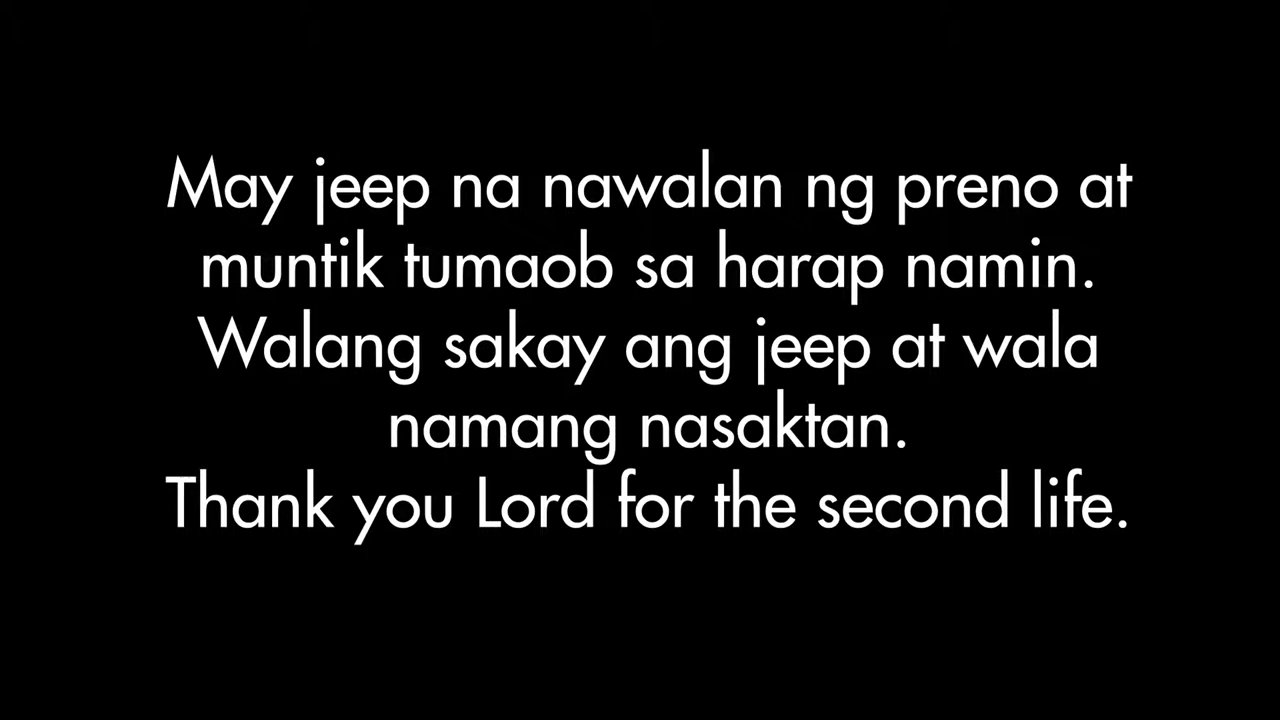 May jeep na nawalan ng preno at
muntik tumaob sa harap namin.
Walang sakay ang jeep at wala
namang nasaktan.
Thank you Lord for the second life.